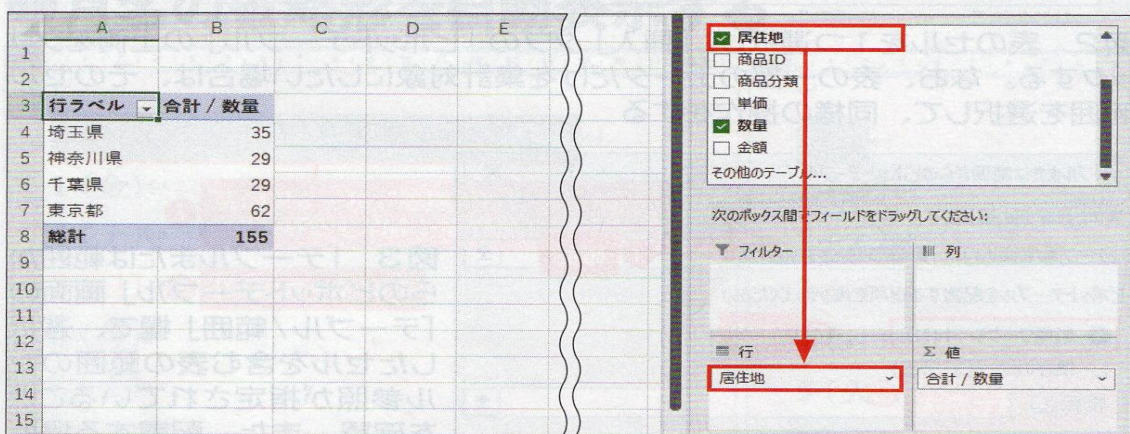 A B C D E
1
2
3 行ラベル 合計 / 数量
4 埼玉県 35
5 神奈川県 29
6 千葉県 29
7 東京都 62
8 総計 155
9
10
11
12
13
14
15
居住地
商品ID
商品分類
単価
数量
金額
その他のテーブル...
次のボックス間でフィールドをドラッグしてください:
フィルター
列
行
Σ 値
居住地
合計 / 数量